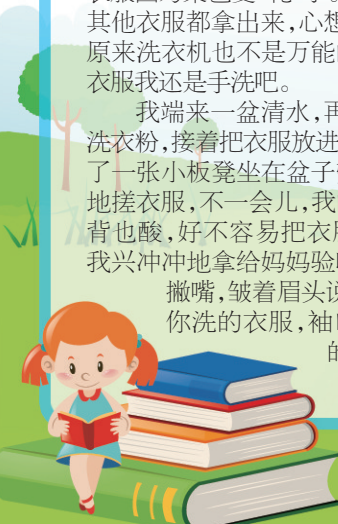 其他衣服都拿出来，心想
原来洗衣机也不是万能
衣服我还是手洗吧。
我端来一盆清水，再
洗衣粉，接着把衣服放进
了一张小板凳坐在盆子
地搓衣服，不一会儿，我
背也酸，好不容易把衣
我兴冲冲地拿给妈妈验
撇嘴，皱着眉头说
你洗的衣服，袖
的